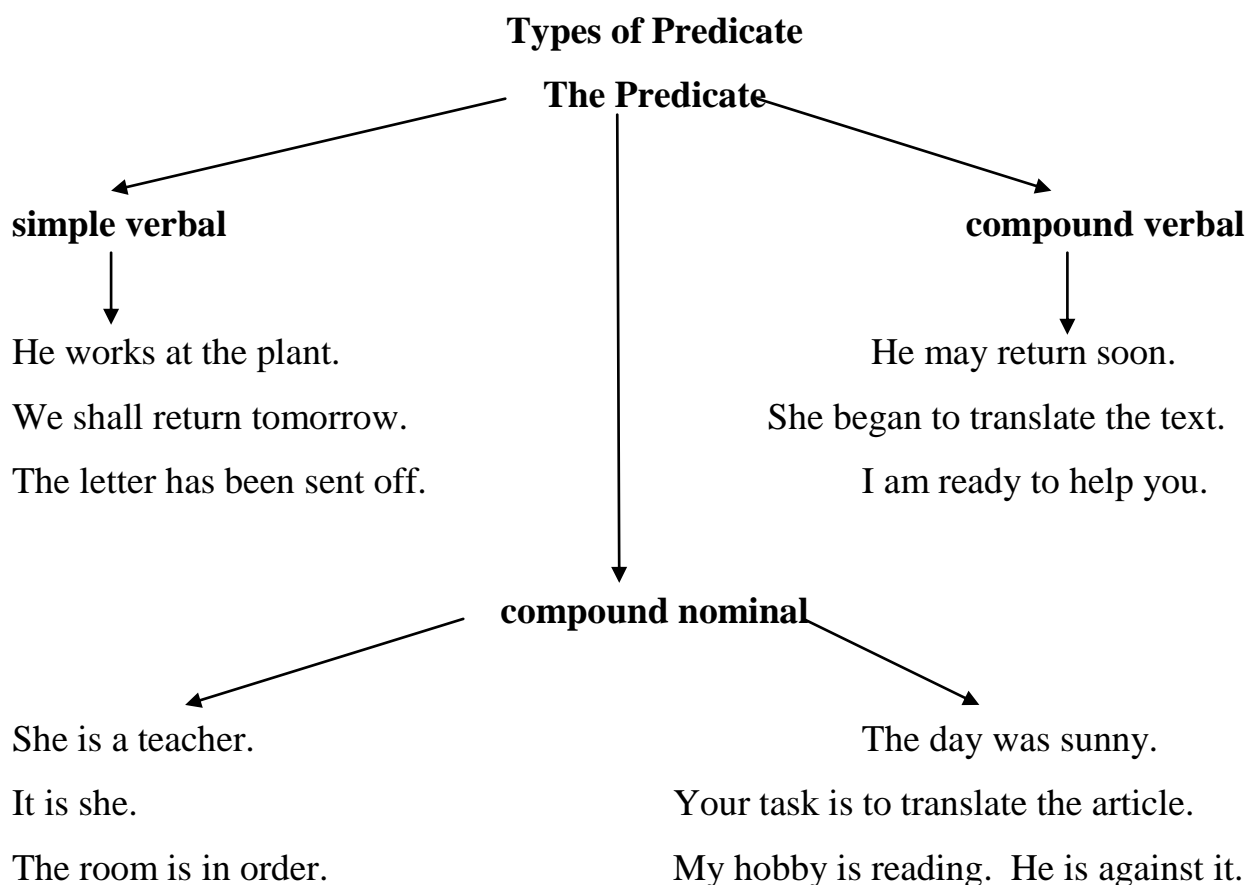 Types of Predicate
The Predicate
simple verbal
compound verbal
He works at the plant.
He may return soon.
We shall return tomorrow.
She began to translate the text.
The letter has been sent off.
I am ready to help you.
compound nominal
She is a teacher.
The day was sunny.
It is she.
Your task is to translate the article.
The room is in order.
My hobby is reading.  He is against it.